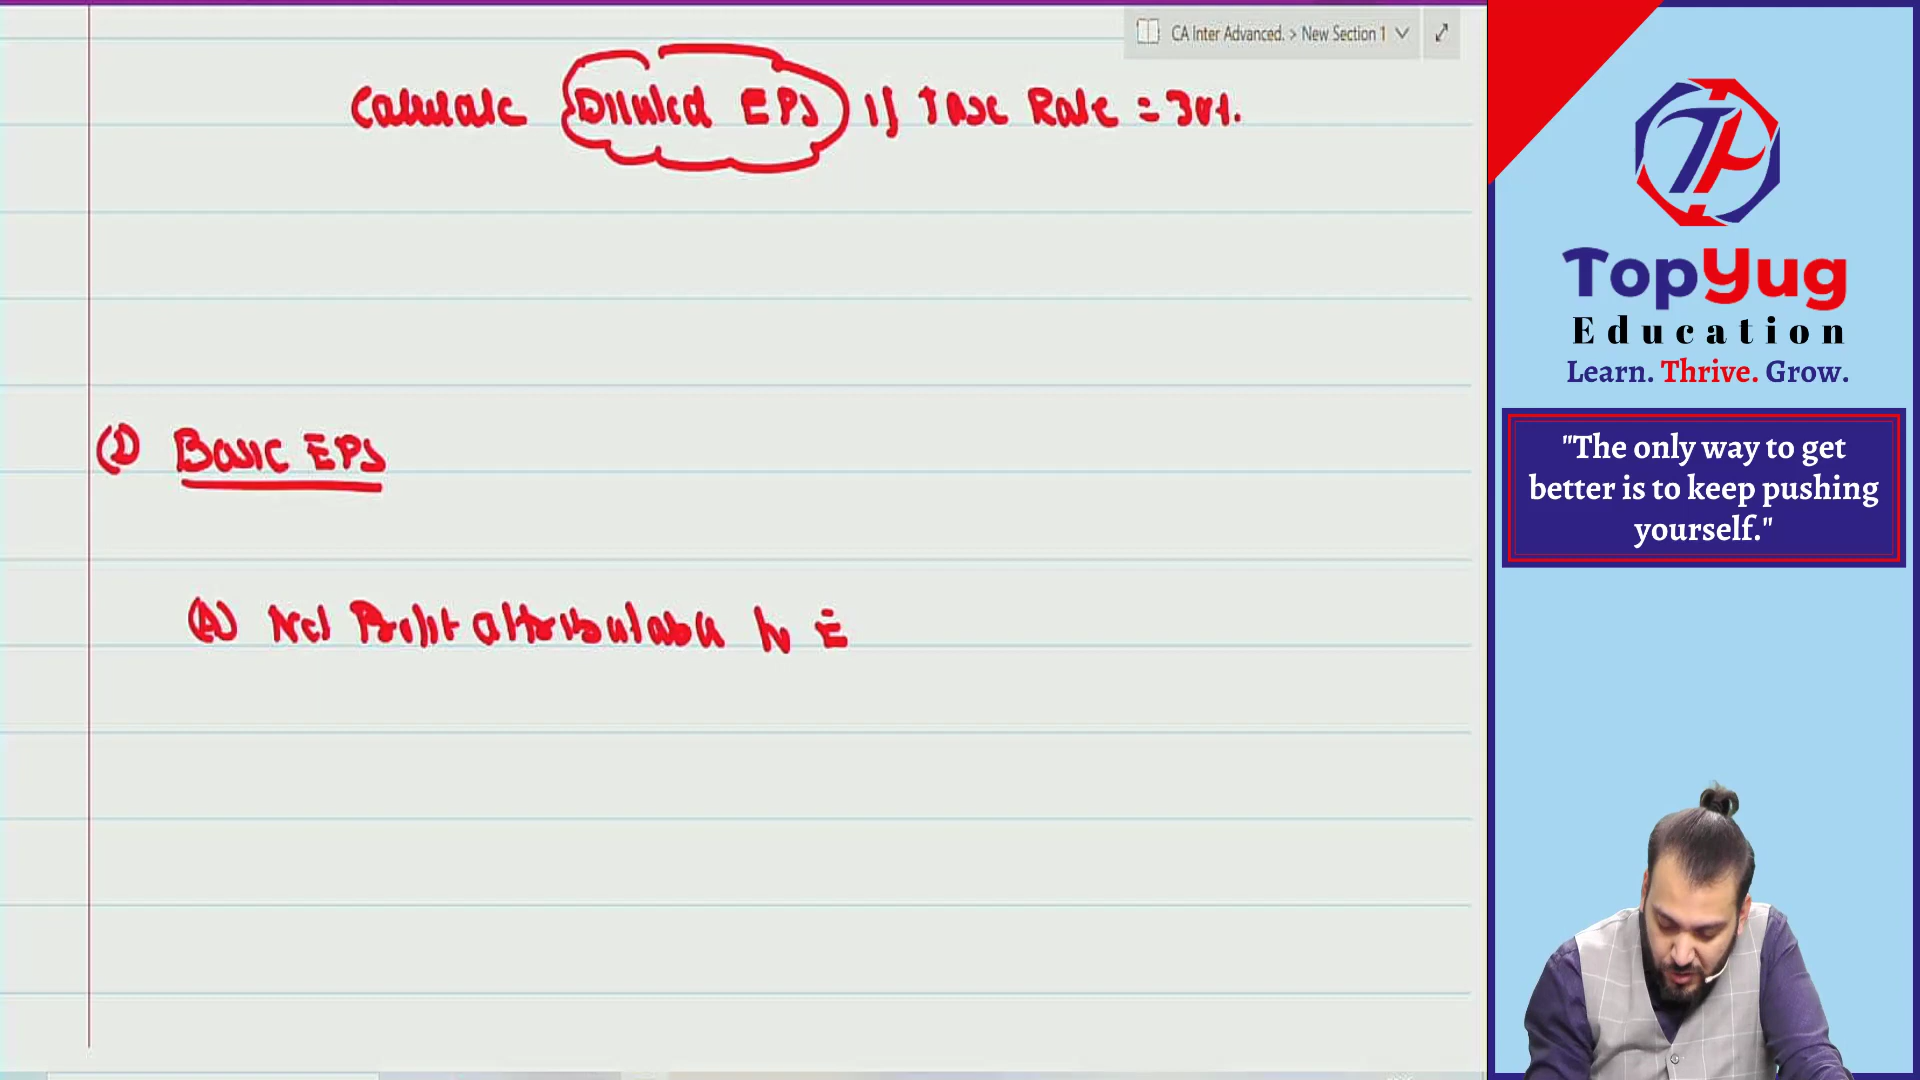 CA Inter Advanced. > New Section 1
Calculate Diluted EPS if Tax Rate = 30%.
(1) Basic EPS
(A) Net Profit attributable to E
TopYug
Education
Learn. Thrive. Grow.
"The only way to get
better is to keep pushing
yourself."